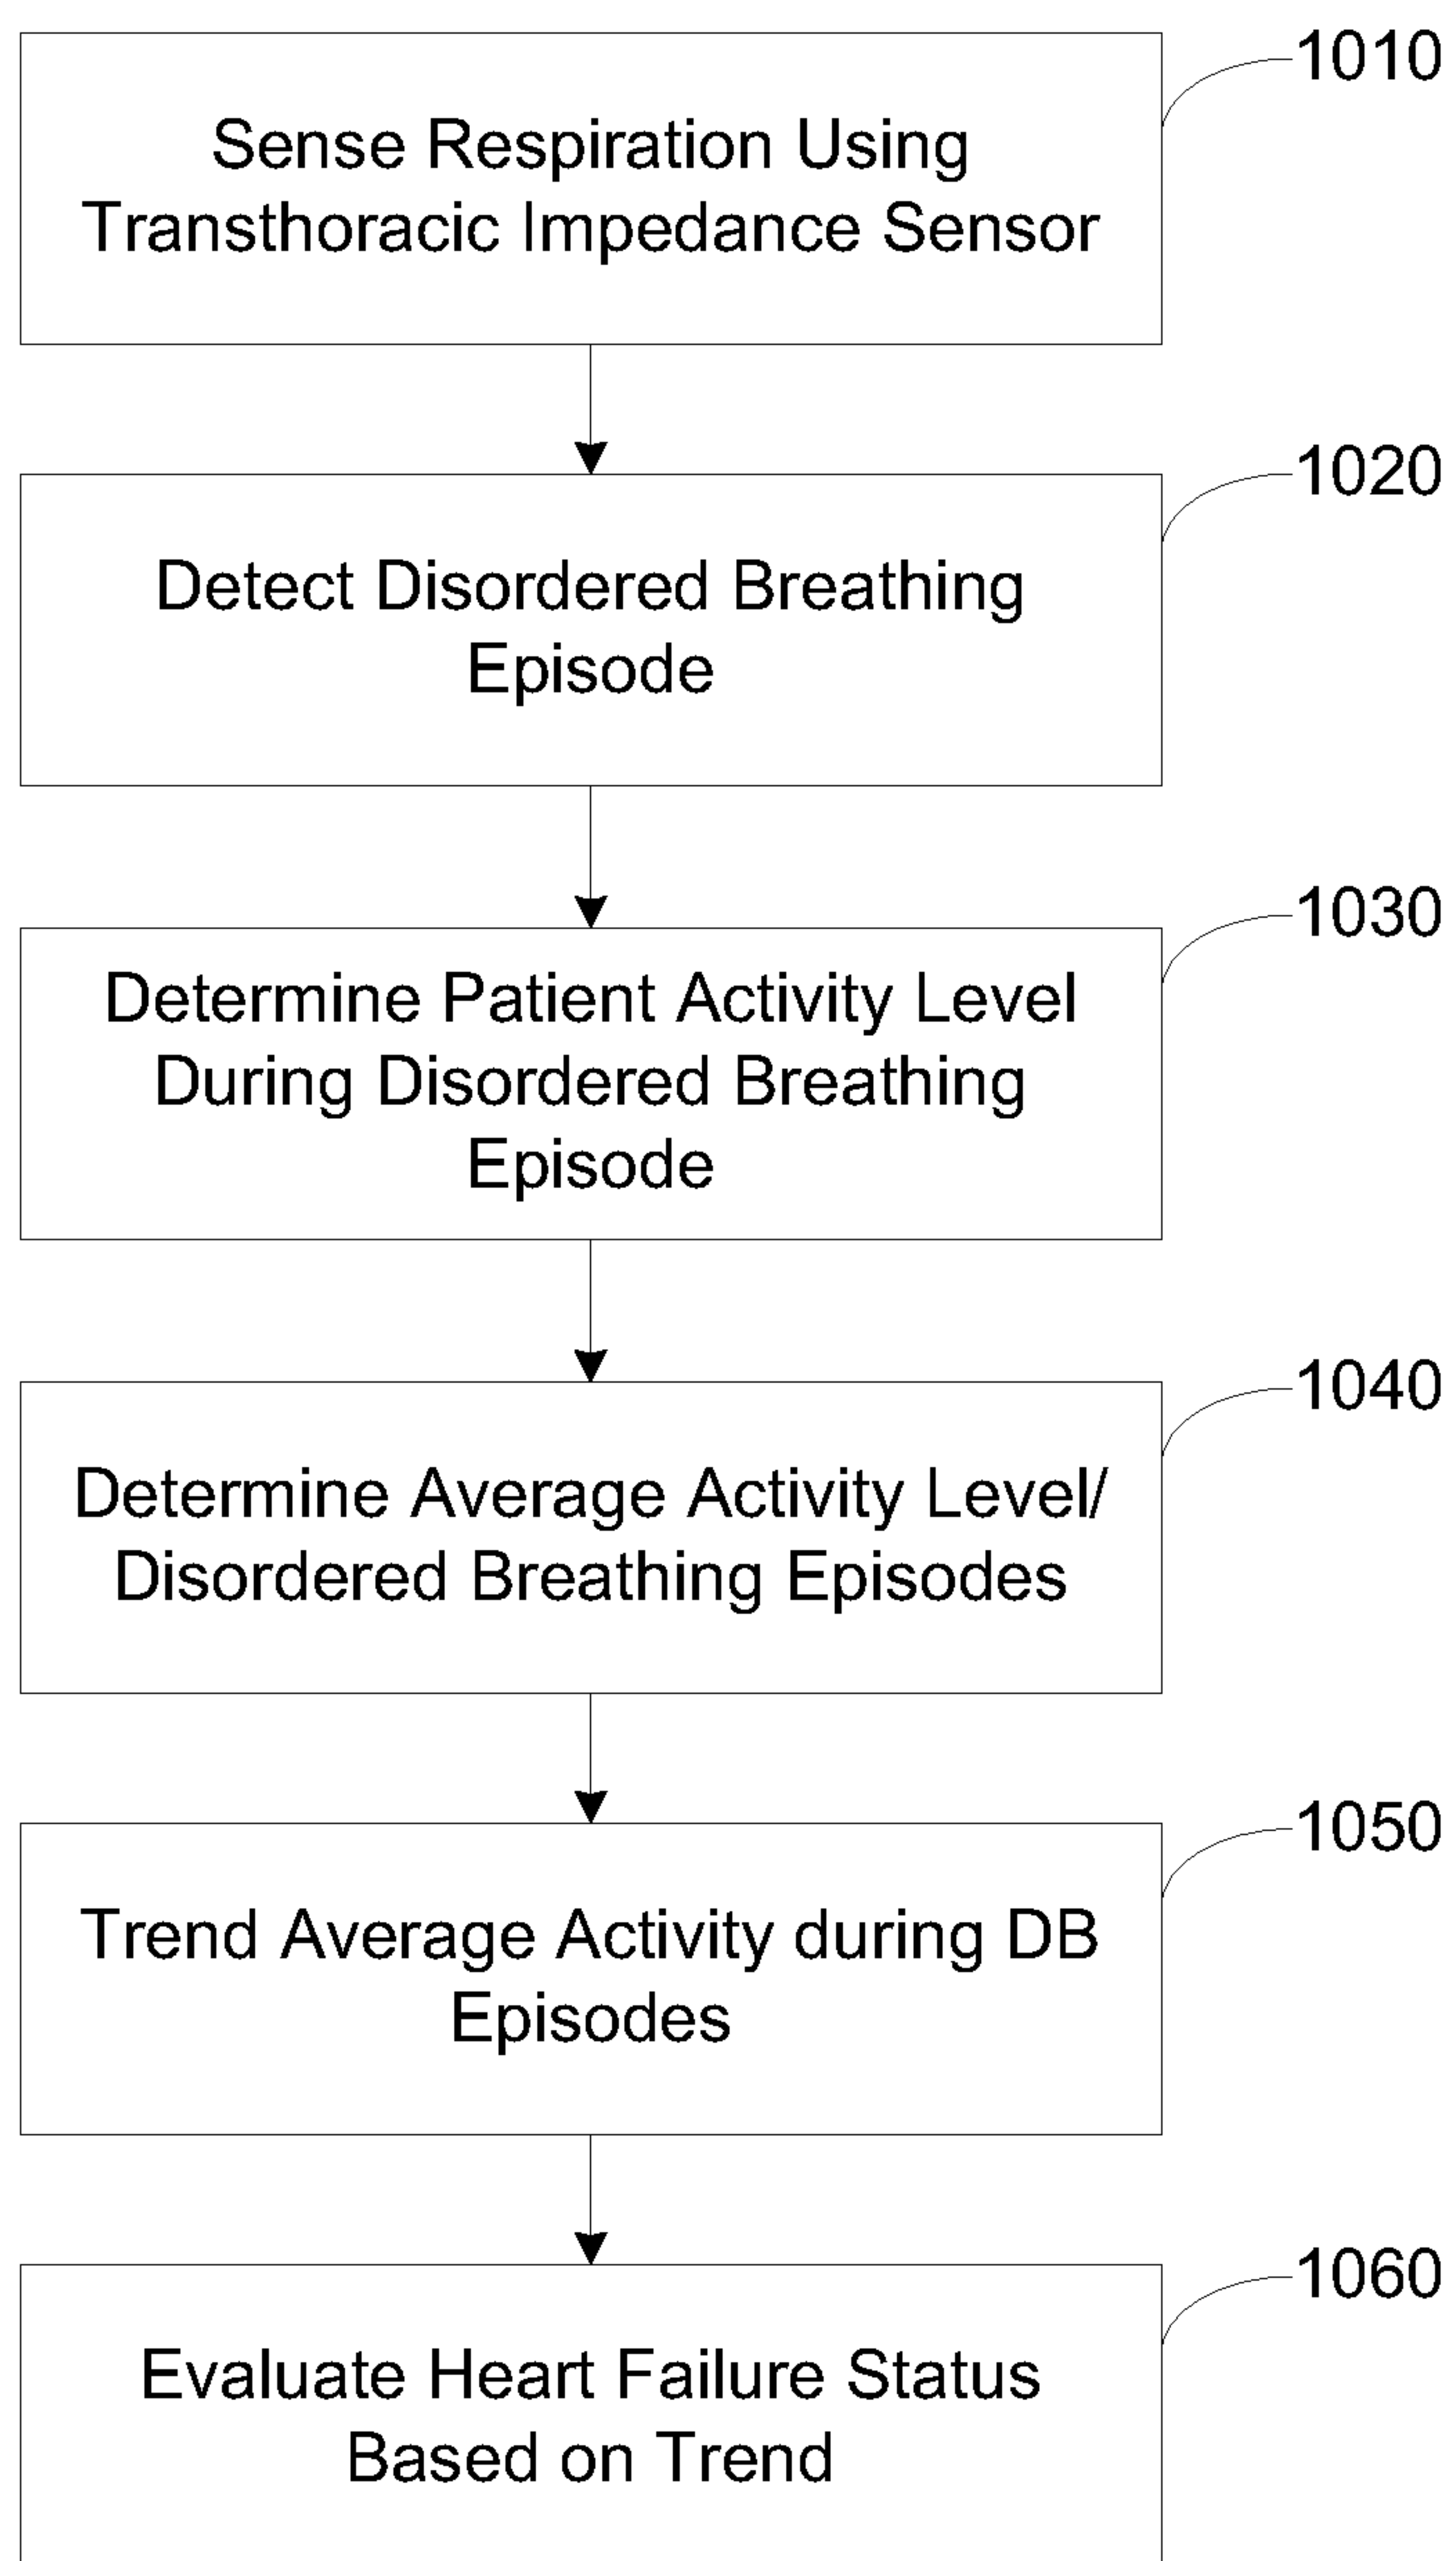 1010
Sense Respiration Using
Transthoracic Impedance Sensor
1020
Detect Disordered Breathing
Episode
1030
Determine Patient Activity Level
During Disordered Breathing
Episode
1040
Determine Average Activity Level/
Disordered Breathing Episodes
1050
Trend Average Activity during DB
Episodes
1060
Evaluate Heart Failure Status
Based on Trend